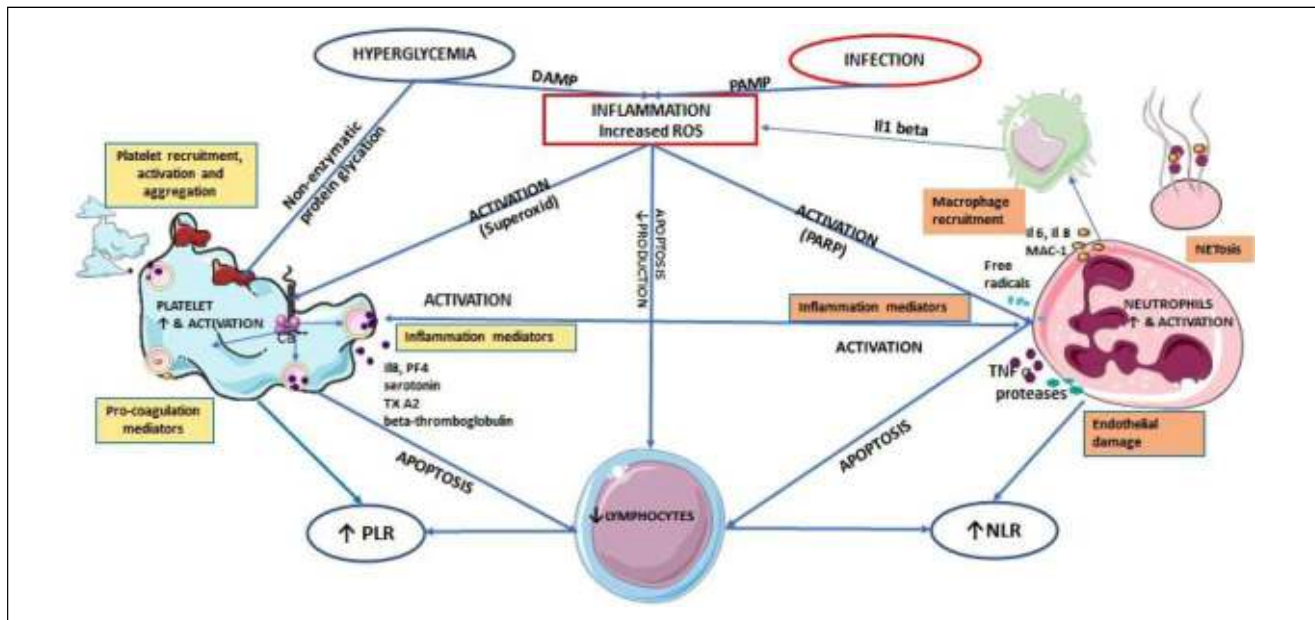 HYPERGLYCEMIA
INFECTION
DAMP
PAMP
INFLAMMATION
Increased ROS
Il1 beta
Platelet recruitment,
activation and
aggregation
Non-enzymatic
protein glycation
ACTIVATION
(Superoxid)
APOPTOSIS
↓PRODUCTION
ACTIVATION
(PARP)
Macrophage
recruitment
Il 6, Il 8
MAC-1
NETosis
Free
radicals
PLATELET
↑ & ACTIVATION
ACTIVATION
Inflammation mediators
NEUTROPHILS
↑ & ACTIVATION
Inflammation mediators
ACTIVATION
Il8, PF4
serotonin
TX A2
beta-thromboglobulin
TNF α
proteases
Pro-coagulation
mediators
Endothelial
damage
APOPTOSIS
APOPTOSIS
↓LYMPHOCYTES
↑ PLR
↑NLR